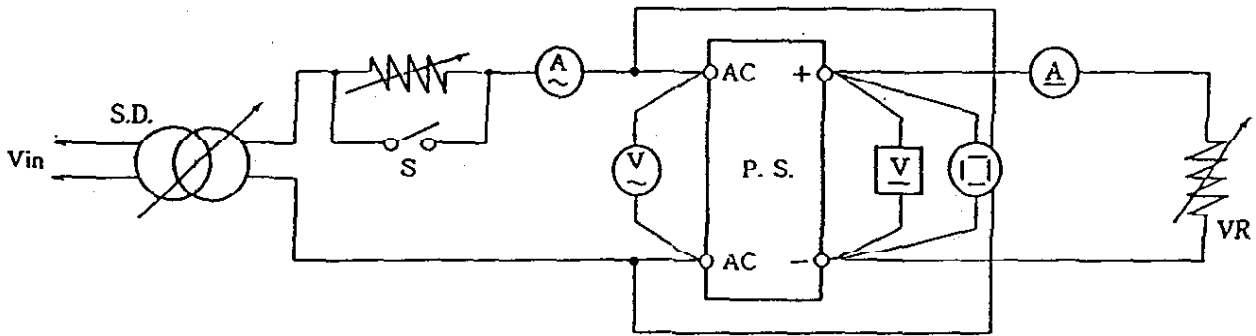 S.D.
Vin
S
A
~
V
~
AC
AC
P. S.
+
−
V
A
VR